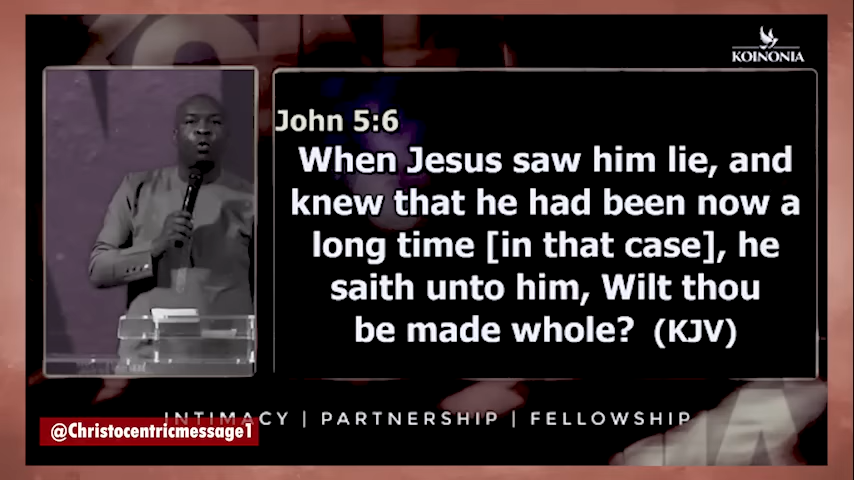 KOINONIA
John 5:6
When Jesus saw him lie, and
knew that he had been now a
long time [in that case], he
saith unto him, Wilt thou
be made whole? (KJV)
INTIMACY | PARTNERSHIP | FELLOWSHIP
@Christocentricmessage1